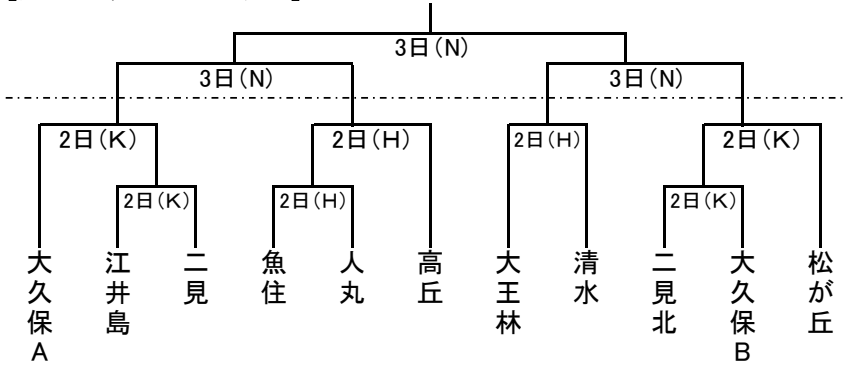 3日(N)
3日(N)
3日(N)
2日(K)
2日(H)
2日(H)
2日(K)
2日(K)
2日(H)
2日(K)
大久保A
江井島
二見
魚住
人丸
高丘
大王林
清水
二見北
大久保B
松が丘